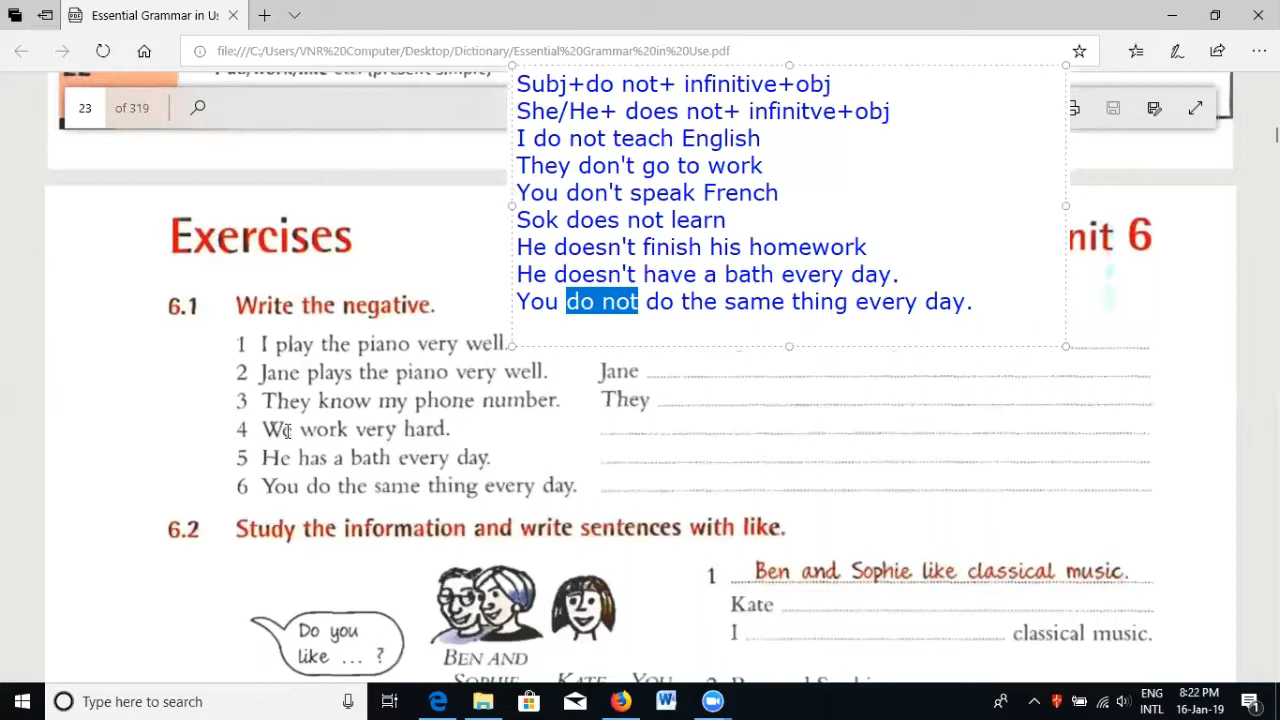 Essential Grammar in Us
file:///C:/Users/VNR%20Computer/Desktop/Dictionary/Essential%20Grammar%20in%20Use.pdf
23 of 319
Subj+do not+ infinitive+obj
She/He+ does not+ infinitve+obj
I do not teach English
They don't go to work
You don't speak French
Sok does not learn
He doesn't finish his homework
He doesn't have a bath every day.
You do not do the same thing every day.
Exercises
nit 6
6.1 Write the negative.
1 I play the piano very well.
2 Jane plays the piano very well. Jane
3 They know my phone number. They
4 We work very hard.
5 He has a bath every day.
6 You do the same thing every day.
6.2 Study the information and write sentences with like.
Do you
like ... ?
BEN AND
SOPHIE KATE YOU
1 Ben and Sophie like classical music.
Kate
I classical music.
Type here to search
ENG
INTL
8:22 PM
16-Jan-19
1